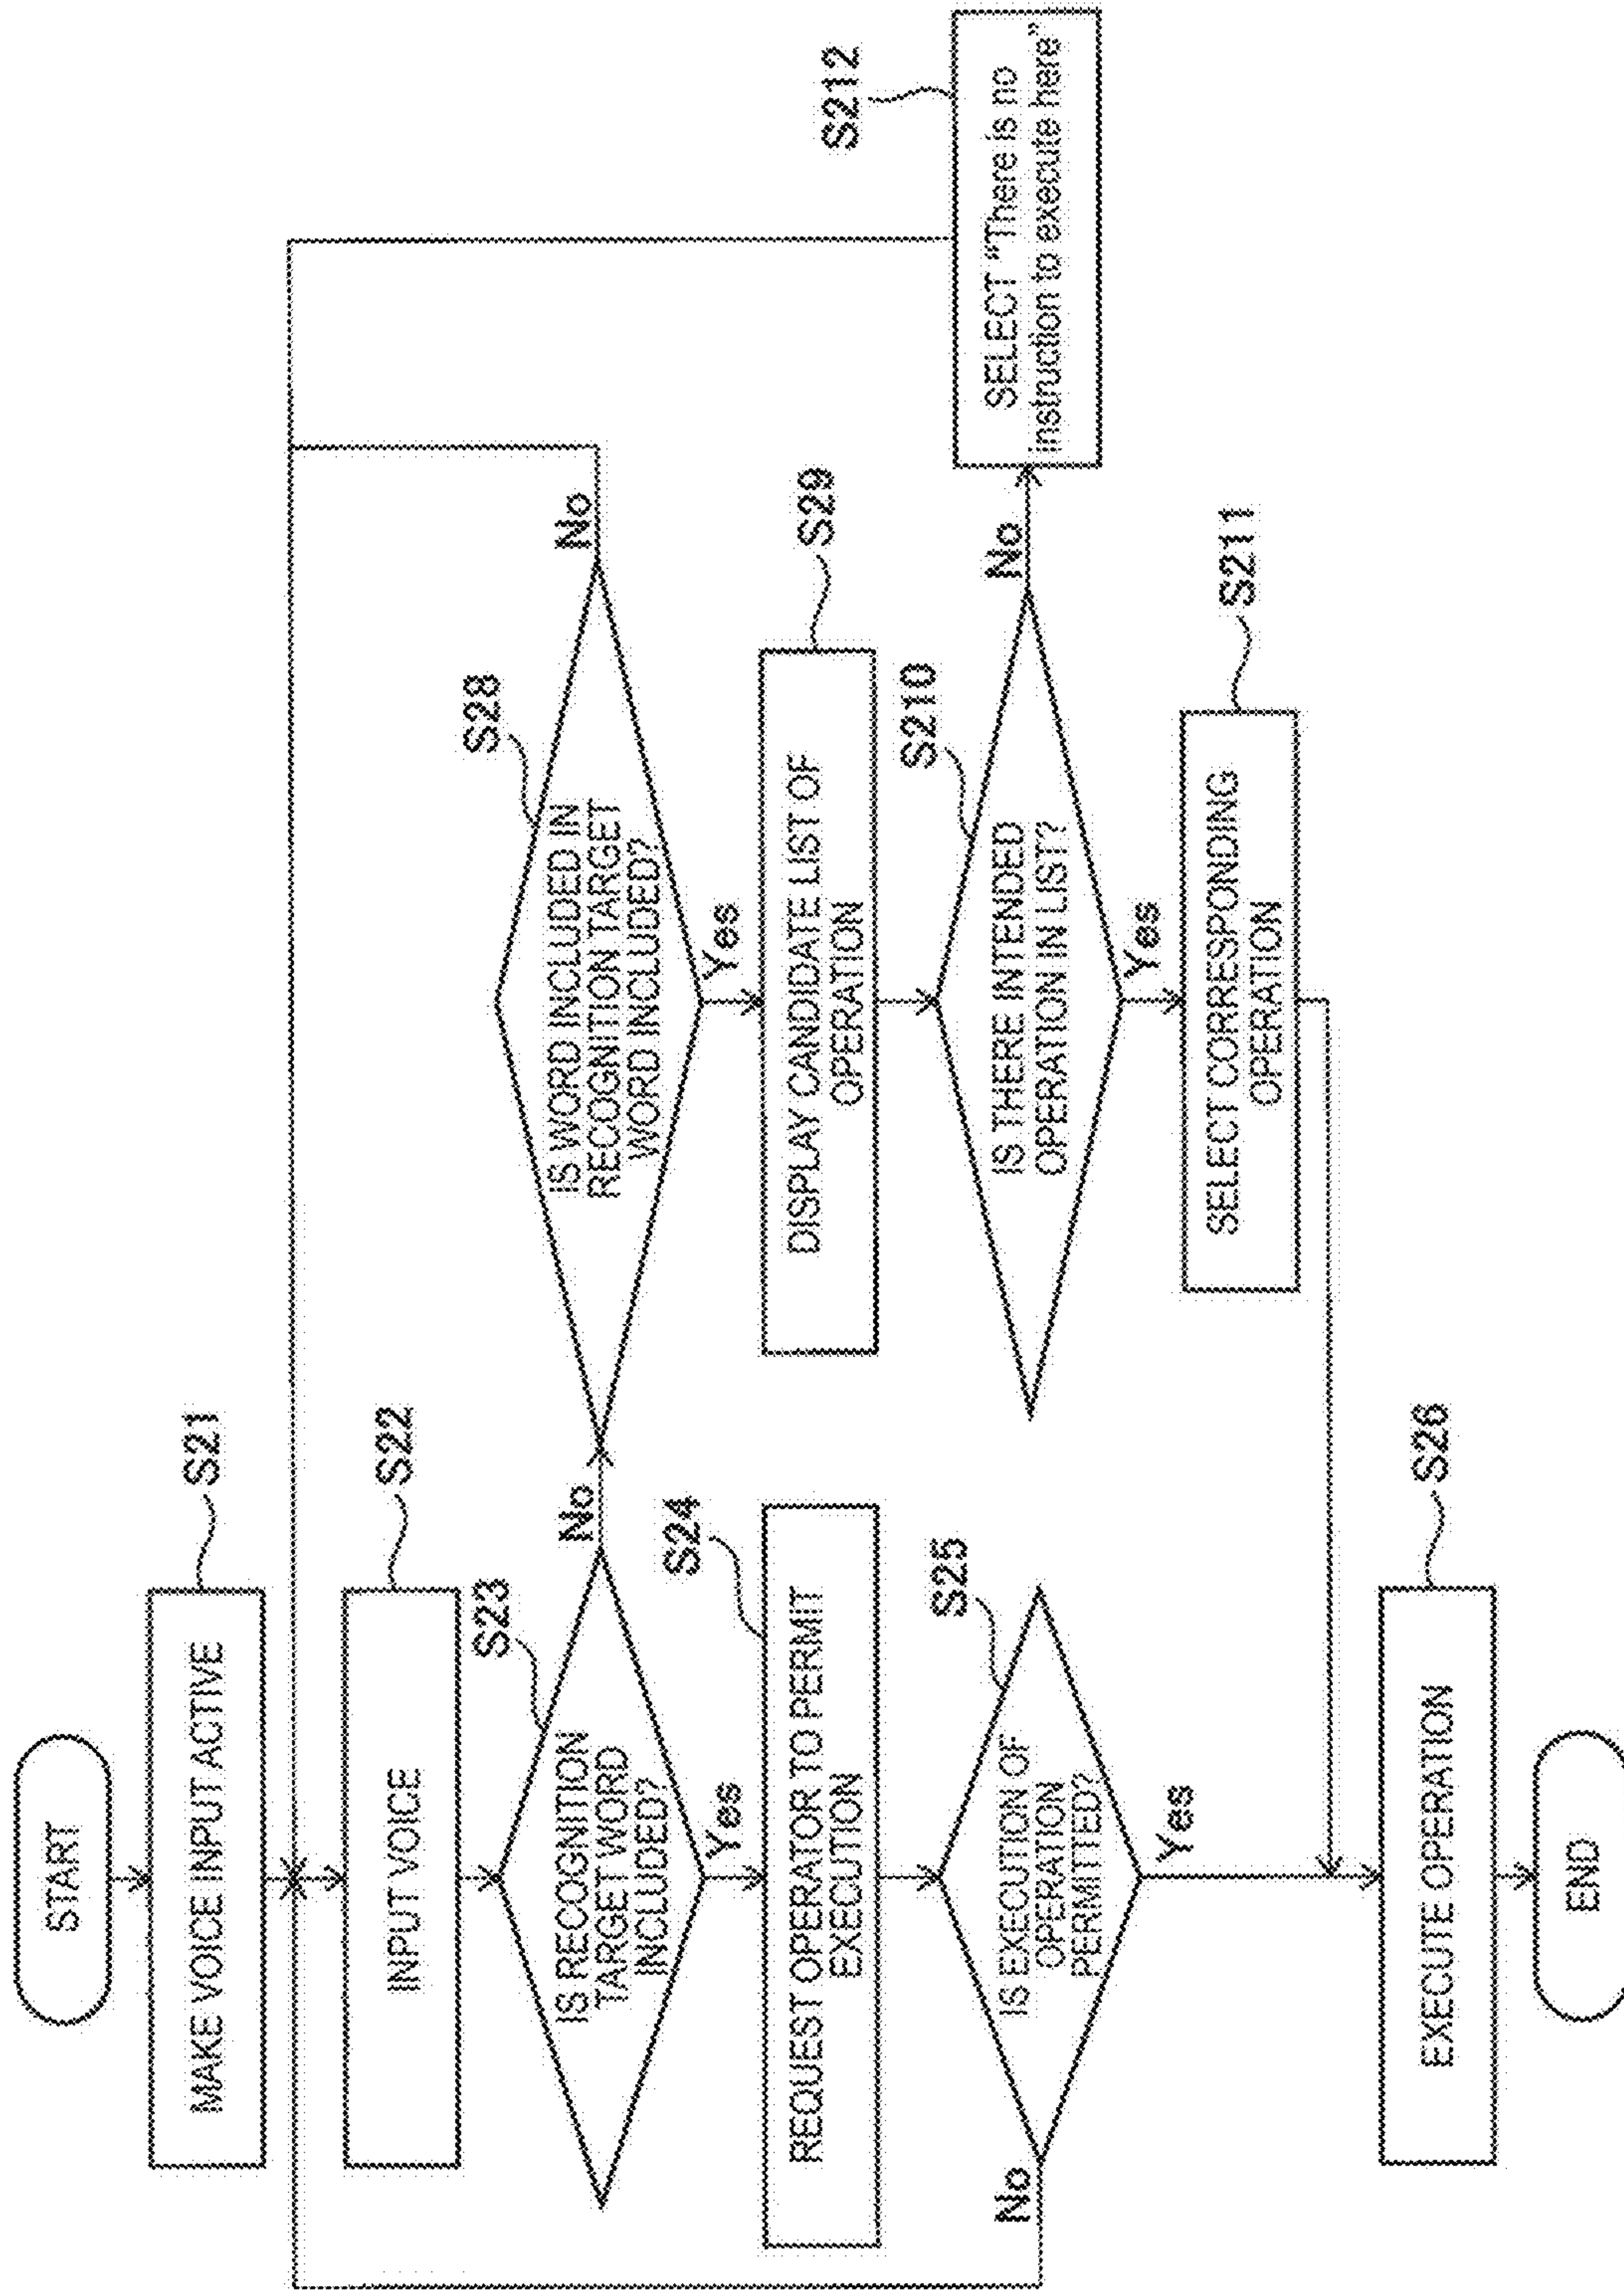 START
MAKE VOICE INPUT ACTIVE
S21
INPUT VOICE
S22
IS RECOGNITION
TARGET WORD
INCLUDED?
S23
Yes
No
REQUEST OPERATOR TO PERMIT
EXECUTION
S24
IS EXECUTION OF
OPERATION
PERMITTED?
S25
No
Yes
EXECUTE OPERATION
S26
END
IS WORD INCLUDED IN
RECOGNITION TARGET
WORD INCLUDED?
S28
No
Yes
DISPLAY CANDIDATE LIST OF
OPERATION
S29
IS THERE INTENDED
OPERATION IN LIST?
S210
No
Yes
SELECT CORRESPONDING
OPERATION
S211
SELECT "There is no
instruction to execute here"
S212